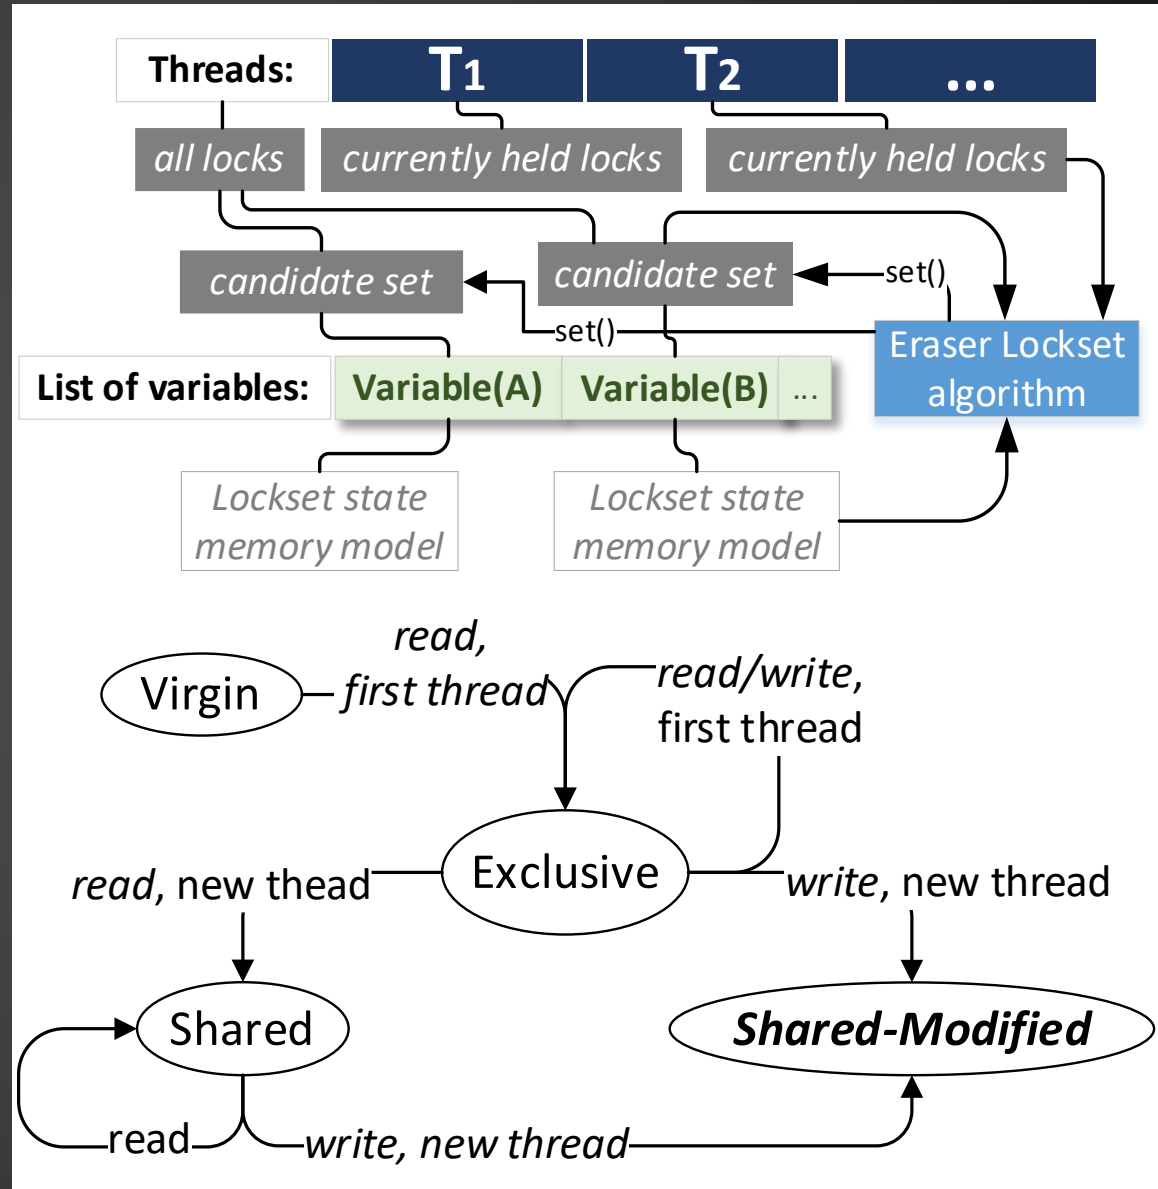 Threads: T1 T2 ...
all locks currently held locks currently held locks
candidate set candidate set set()
set()
Eraser Lockset
algorithm
List of variables: Variable(A) Variable(B) ...
Lockset state
memory model
Lockset state
memory model
read,
first thread
Virgin
read/write,
first thread
Exclusive
read, new thead
write, new thread
Shared
Shared-Modified
read
write, new thread